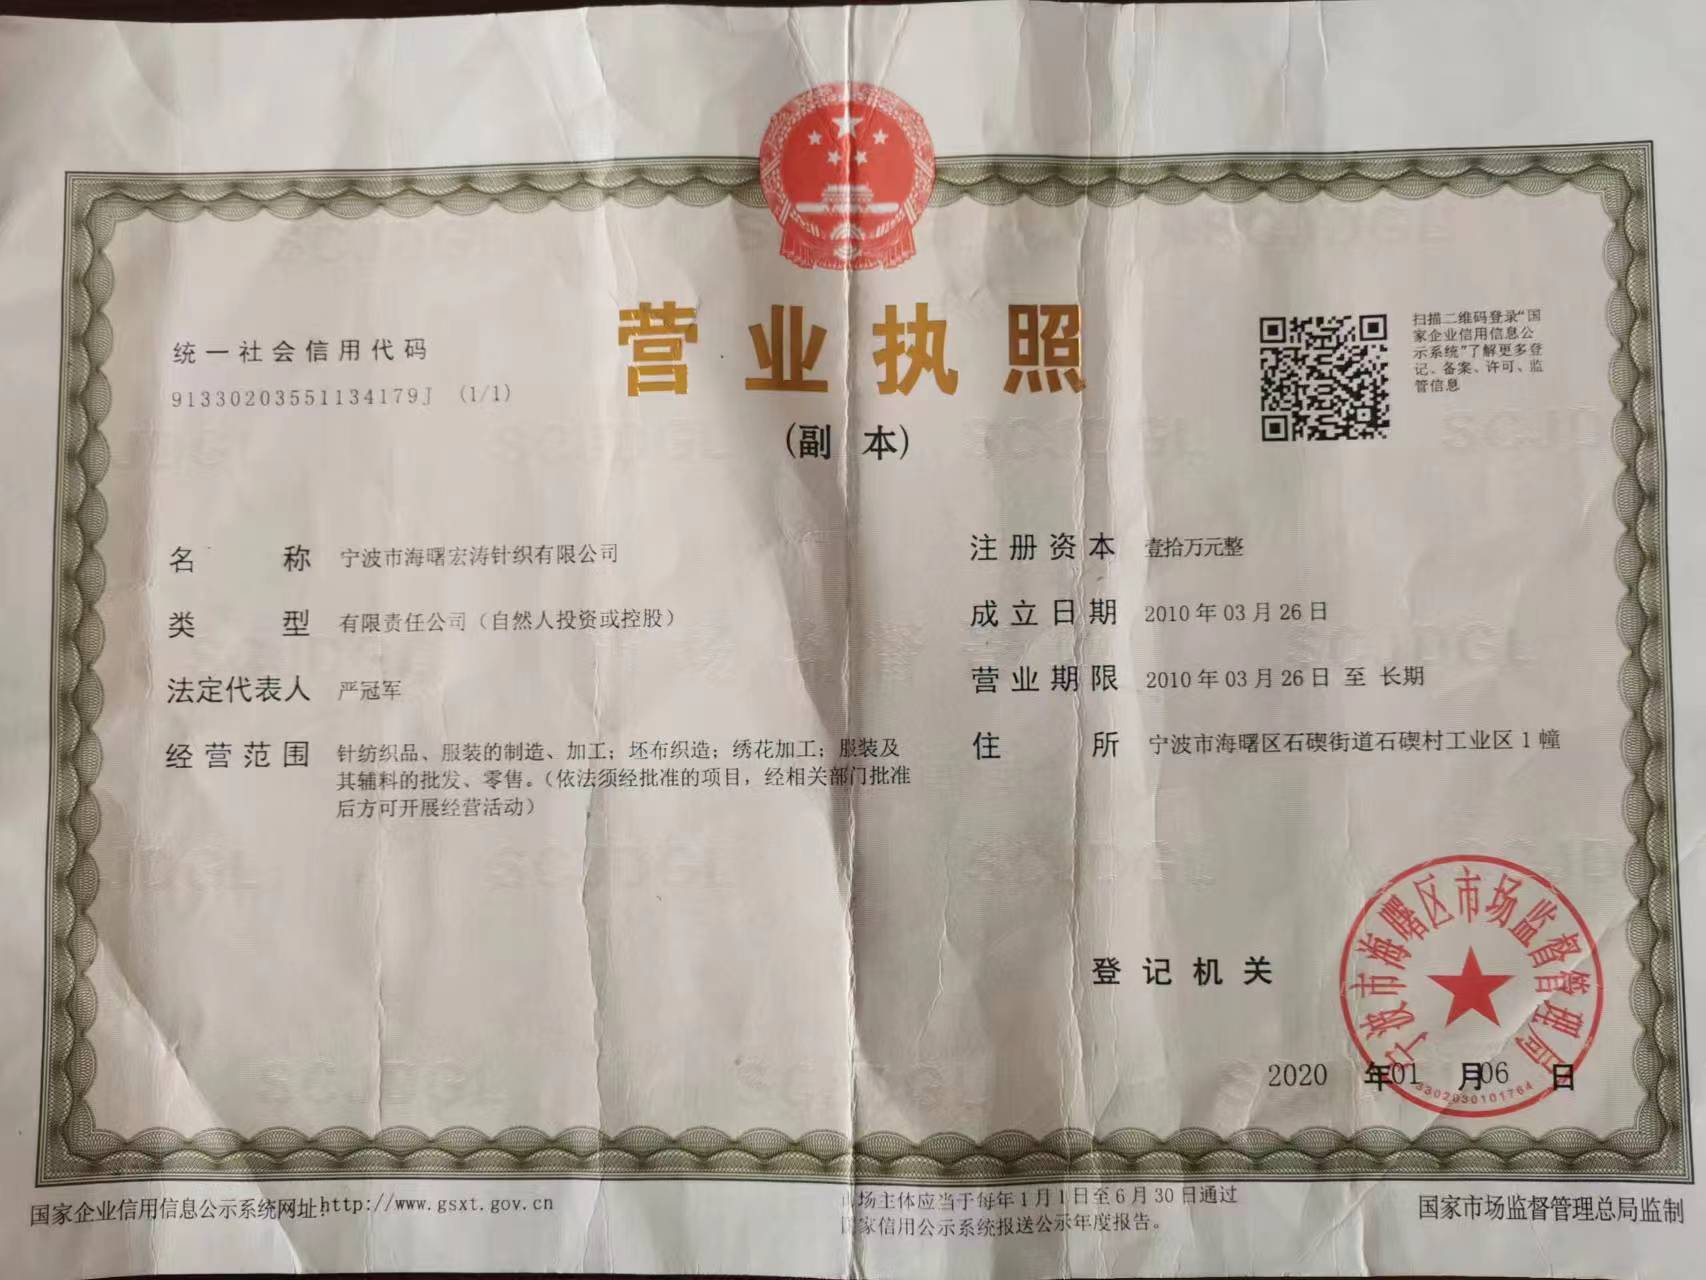 营业执照
(副 本)
统一社会信用代码
91330203551134179J (1/1)
扫描二维码登录“国
家企业信用信息公
示系统”了解更多登
记、备案、许可、监
管信息
名称 宁波市海曙宏涛针织有限公司
类型 有限责任公司（自然人投资或控股）
法定代表人 严冠军
经营范围 针纺织品、服装的制造、加工；坯布织造；绣花加工；服装及
其辅料的批发、零售。（依法须经批准的项目，经相关部门批准
后方可开展经营活动）
注册资本 壹拾万元整
成立日期 2010年03月26日
营业期限 2010年03月26日 至 长期
住所 宁波市海曙区石碶街道石碶村工业区1幢
登记机关
宁波市海曙区市场监督管理局
3302030101764
2020 年01 月06 日
国家企业信用信息公示系统网址:http://www.gsxt.gov.cn
市场主体应当于每年1月1日至6月30日通过
国家信用公示系统报送公示年度报告。
国家市场监督管理总局监制